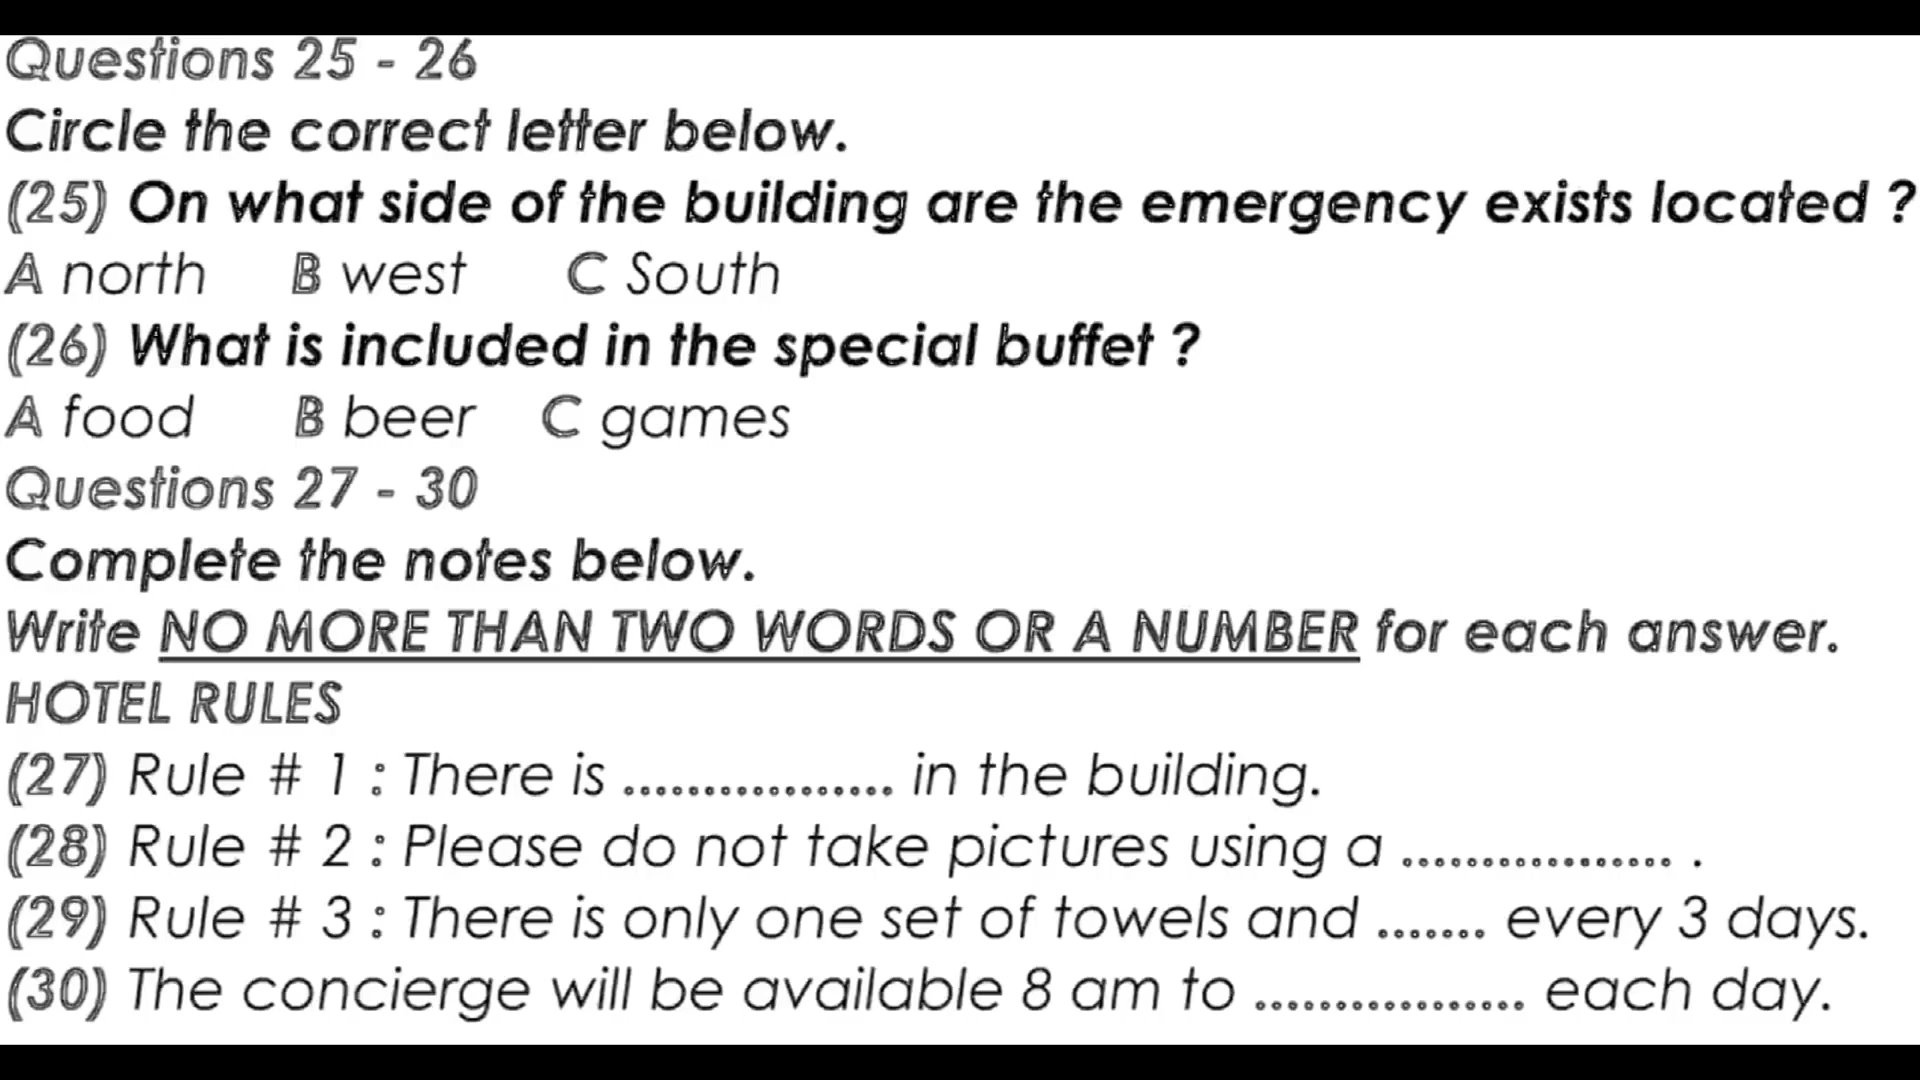 Questions 25 - 26
Circle the correct letter below.
(25) On what side of the building are the emergency exists located ?
A north B west C South
(26) What is included in the special buffet ?
A food B beer C games
Questions 27 - 30
Complete the notes below.
Write NO MORE THAN TWO WORDS OR A NUMBER for each answer.
HOTEL RULES
(27) Rule # 1 : There is ................. in the building.
(28) Rule # 2 : Please do not take pictures using a ................. .
(29) Rule # 3 : There is only one set of towels and ....... every 3 days.
(30) The concierge will be available 8 am to ................. each day.